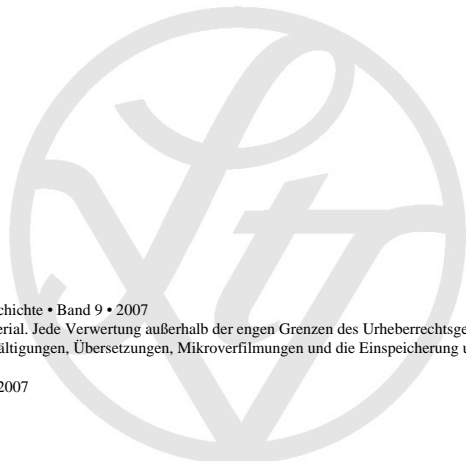 chichte • Band 9 • 2007
erial. Jede Verwertung außerhalb der engen Grenzen des Urheberrechtsge
ältigungen, Übersetzungen, Mikroverfilmungen und die Einspeicherung u
2007